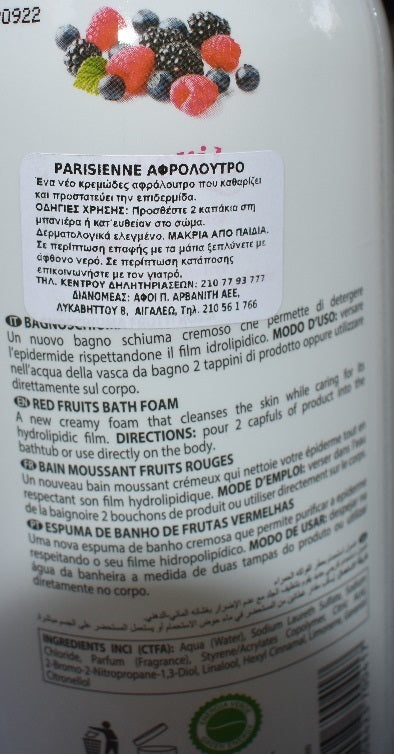 0922
PARISIENNE ΑΦΡΟΛΟΥΤΡΟ
Ένα νέο κρεμώδες αφρόλουτρο που καθαρίζει
και προστατεύει την επιδερμίδα.
ΟΔΗΓΙΕΣ ΧΡΗΣΗΣ: Προσθέστε 2 καπάκια στη
μπανιέρα ή κατ'ευθείαν στο σώμα.
Δερματολογικά ελεγμένο. ΜΑΚΡΙΑ ΑΠΟ ΠΑΙΔΙΑ.
Σε περίπτωση επαφής με τα μάτια ξεπλύνετε με
άφθονο νερό. Σε περίπτωση κατάποσης
επικοινωνήστε με τον γιατρό.
ΤΗΛ. ΚΕΝΤΡΟΥ ΔΗΛΗΤΗΡΙΑΣΕΩΝ: 210 77 93 777
ΔΙΑΝΟΜΕΑΣ: ΑΦΟΙ Π. ΑΡΒΑΝΙΤΗ ΑΕΕ,
ΛΥΚΑΒΗΤΤΟΥ 8, ΑΙΓΑΛΕΩ, Τηλ. 210 56 1 766
IT
Un nuovo bagno schiuma cremoso che permette di detergere
l'epidermide rispettandone il film idrolipidico. MODO D'USO: versare
nell'acqua della vasca da bagno 2 tappini di prodotto oppure utilizzare
direttamente sul corpo.
EN RED FRUITS BATH FOAM
A new creamy foam that cleanses the skin while caring for its
hydrolipidic film. DIRECTIONS: pour 2 capfuls of product into the
bathtub or use directly on the body.
FR BAIN MOUSSANT FRUITS ROUGES
Un nouveau bain moussant crémeux qui nettoie votre épiderme tout en
respectant son film hydrolipidique. MODE D'EMPLOI: verser dans l'eau
de la baignoire 2 bouchons de produit ou utiliser directement sur le corps.
PT ESPUMA DE BANHO DE FRUTAS VERMELHAS
Uma nova espuma de banho cremosa que permite purificar a epiderme
respeitando o seu filme hidropolipídico. MODO DE USAR: despejar na
água da banheira a medida de duas tampas do produto ou utilizar
diretamente no corpo.
INGREDIENTS INCI (CTFA): Aqua (Water), Sodium Laureth Sulfate, Sodium
Chloride, Parfum (Fragrance), Styrene/Acrylates Copolymer, Citric Acid,
2-Bromo-2-Nitropropane-1,3-Diol, Linalool, Hexyl Cinnamal, Limonene,
Citronellol
ENERGIA VERDE